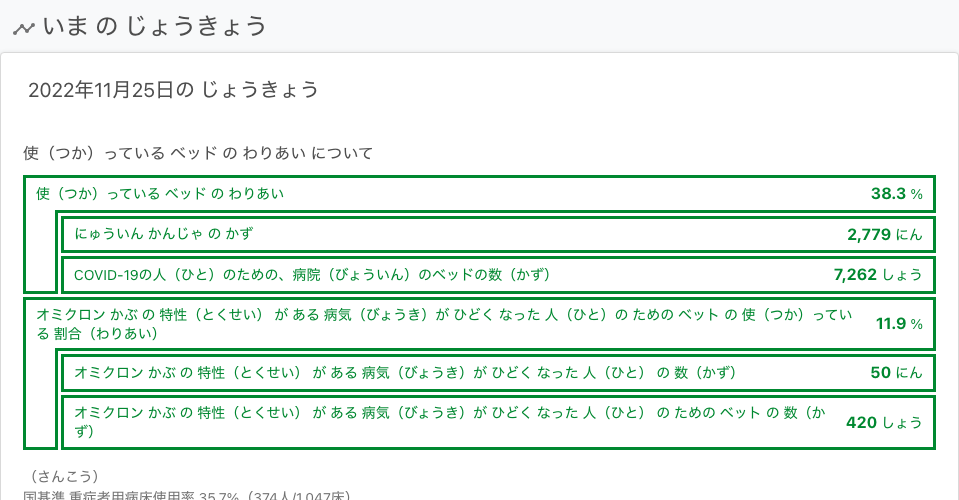 いま の じょうきょう
2022年11月25日の じょうきょう
使（つか）っている ベッド の わりあい について
使（つか）っている ベッド の わりあい 38.3 %
にゅういん かんじゃ の かず 2,779 にん
COVID-19の人（ひと）のための、病院（びょういん）のベッドの数（かず） 7,262 しょう
オミクロン かぶ の 特性（とくせい） が ある 病気（びょうき）が ひどく なった 人（ひと）の ための ベット の 使（つか）ってい
る 割合（わりあい） 11.9 %
オミクロン かぶ の 特性（とくせい） が ある 病気（びょうき）が ひどく なった 人（ひと） の 数（かず） 50 にん
オミクロン かぶ の 特性（とくせい） が ある 病気（びょうき）が ひどく なった 人（ひと） の ための ベット の 数（か
ず） 420 しょう
（さんこう）
国基準 重症者用病床使用率 35.7%（374人/1,047床）